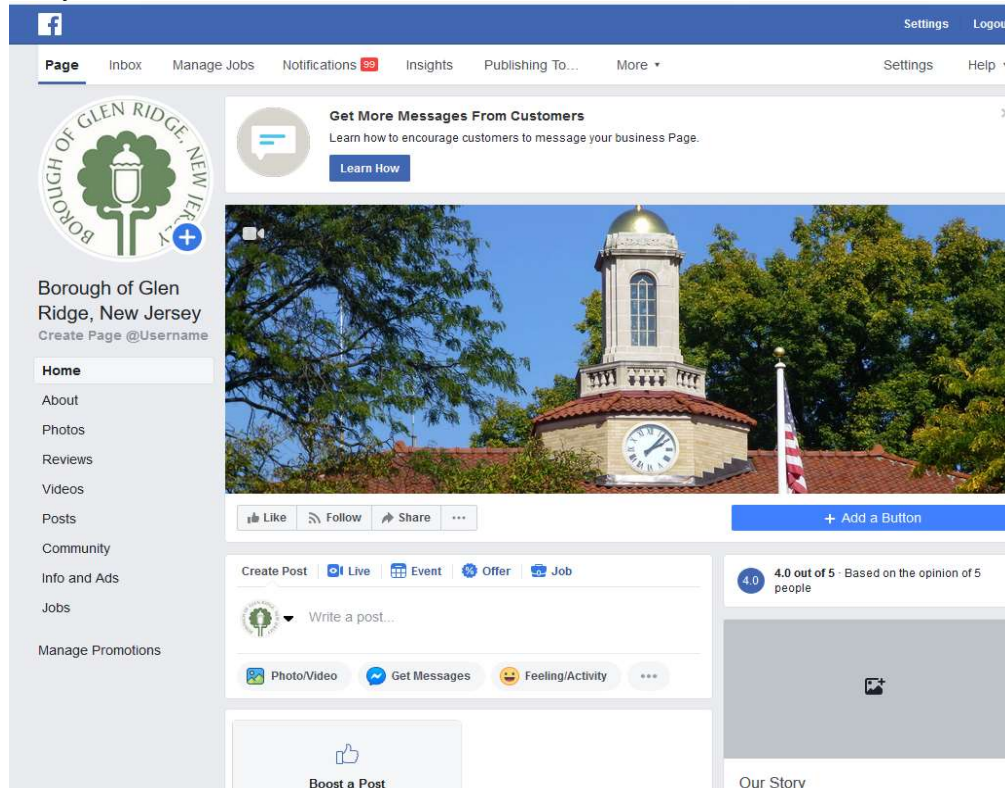 Settings Logou
Page Inbox Manage Jobs Notifications 99 Insights Publishing To... More Settings Help
BOROUGH OF GLEN RIDGE, NEW JERSEY
Get More Messages From Customers
Learn how to encourage customers to message your business Page.
Learn How
Borough of Glen
Ridge, New Jersey
Create Page @Username
Home
About
Photos
Reviews
Videos
Posts
Community
Info and Ads
Jobs
Manage Promotions
Like Follow Share ...
+ Add a Button
Create Post Live Event Offer Job
Write a post...
Photo/Video Get Messages Feeling/Activity ...
4.0 4.0 out of 5 · Based on the opinion of 5
people
Boost a Post
Our Story